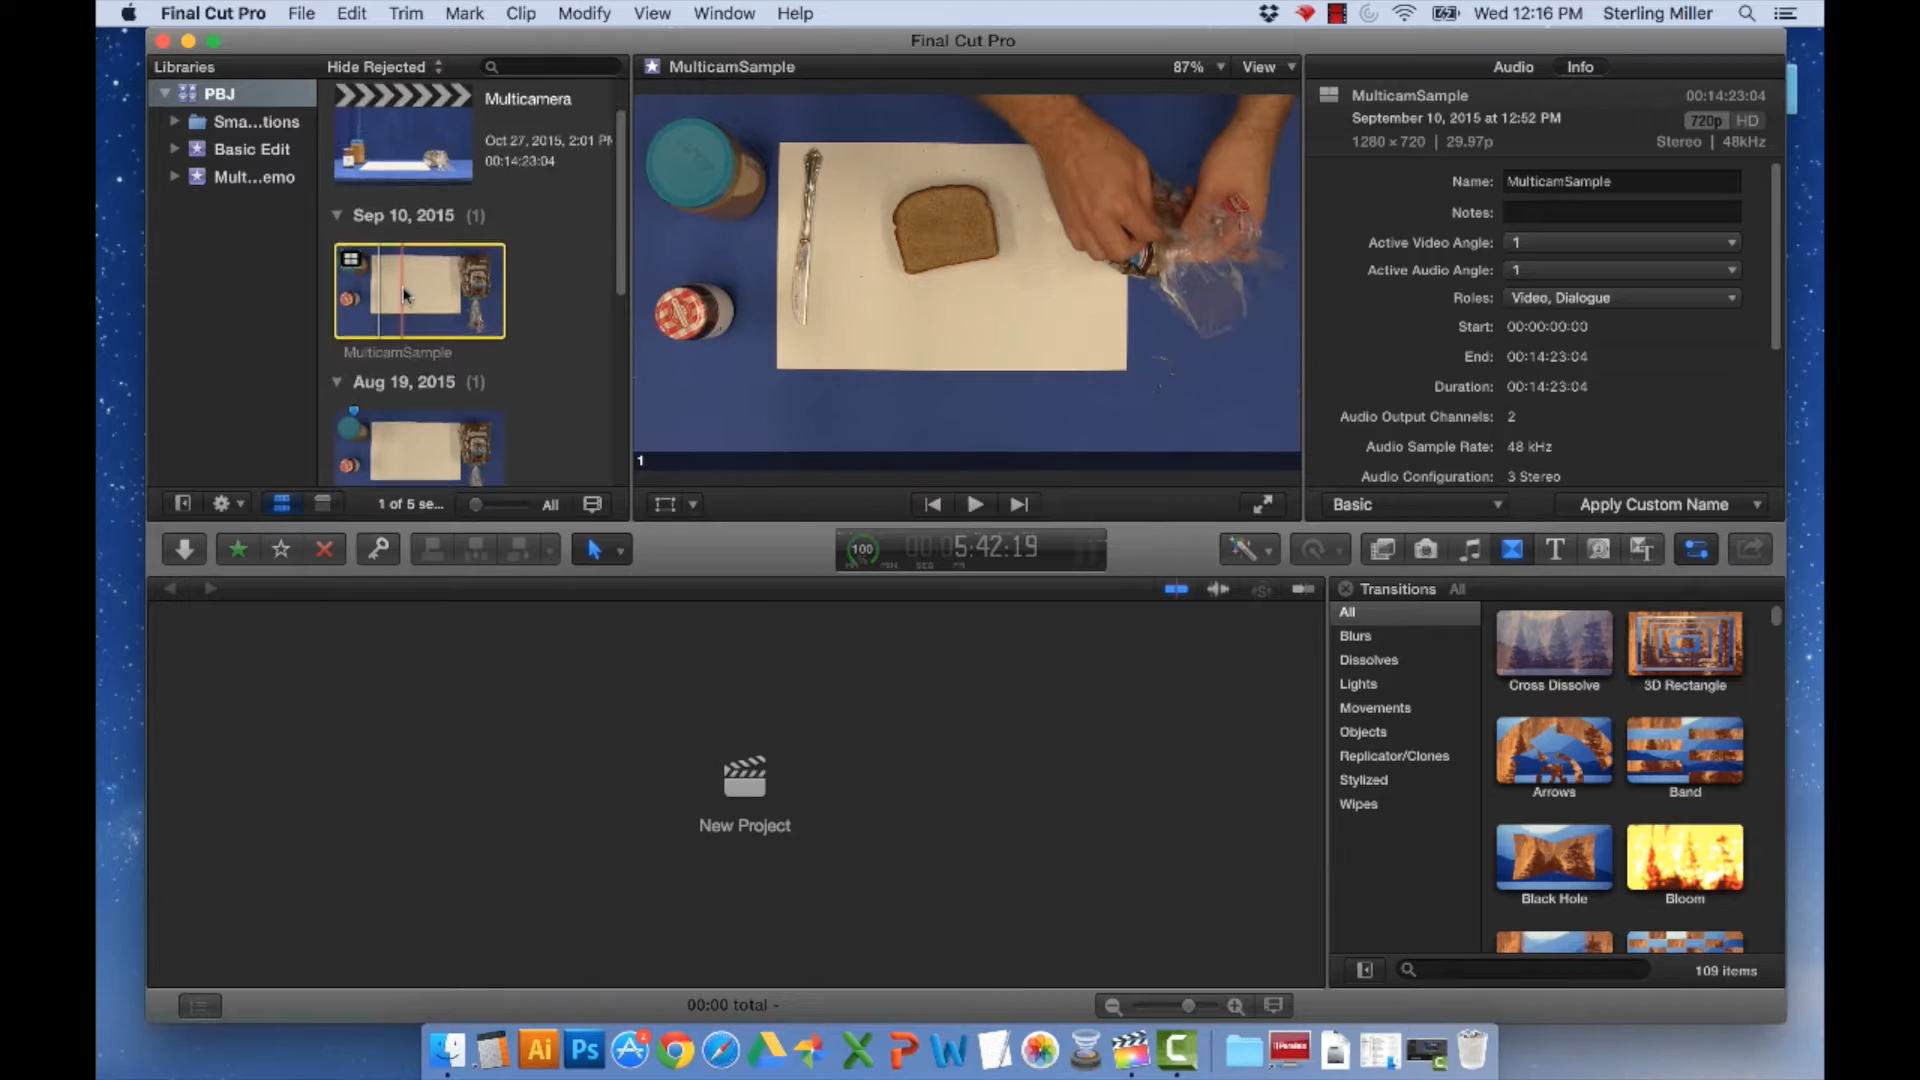 Final Cut Pro File Edit Trim Mark Clip Modify View Window Help Wed 12:16 PM Sterling Miller
Final Cut Pro
Libraries Hide Rejected MulticamSample 87% View Audio Info
PBJ
Sma...tions
Basic Edit
Mult...emo
Multicamera
Oct 27, 2015, 2:01 PM
00:14:23:04
Sep 10, 2015 (1)
MulticamSample
Aug 19, 2015 (1)
1 of 5 se... All
1
MulticamSample 00:14:23:04
September 10, 2015 at 12:52 PM 720p HD
1280 × 720 | 29.97p Stereo | 48kHz
Name: MulticamSample
Notes:
Active Video Angle: 1
Active Audio Angle: 1
Roles: Video, Dialogue
Start: 00:00:00:00
End: 00:14:23:04
Duration: 00:14:23:04
Audio Output Channels: 2
Audio Sample Rate: 48 kHz
Audio Configuration: 3 Stereo
Basic Apply Custom Name
100 5:42:19
HR MIN SEC FR
Transitions All
All
Blurs
Dissolves
Lights
Movements
Objects
Replicator/Clones
Stylized
Wipes
Cross Dissolve 3D Rectangle
Arrows Band
Black Hole Bloom
109 items
New Project
00:00 total -
Ai Ps 2 X P W C